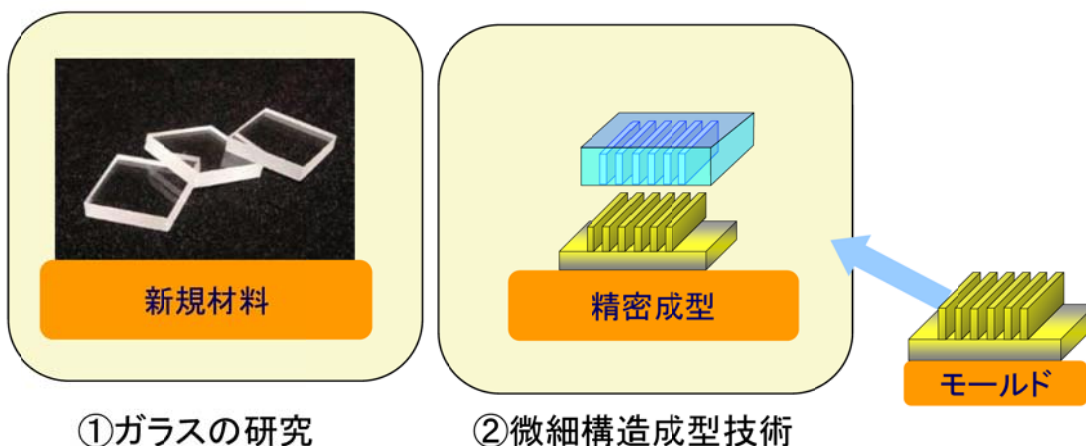 新規材料
精密成型
モールド
①ガラスの研究
②微細構造成型技術